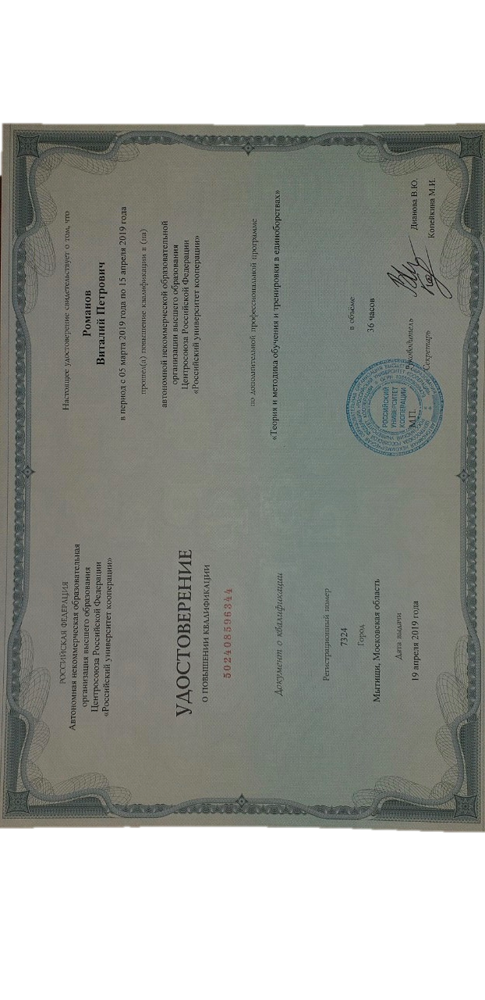 РОССИЙСКАЯ ФЕДЕРАЦИЯ
Автономная некоммерческая образовательная
организация высшего образования
Центросоюза Российской Федерации
«Российский университет кооперации»
УДОСТОВЕРЕНИЕ
О ПОВЫШЕНИИ КВАЛИФИКАЦИИ
502408596344
Документ о квалификации
Регистрационный номер
7324
Город
Мытищи, Московская область
Дата выдачи
19 апреля 2019 года
Настоящее удостоверение свидетельствует о том, что
Романов
Виталий Петрович
в период с 05 марта 2019 года по 15 апреля 2019 года
прошел(а) повышение квалификации в (на)
автономной некоммерческой образовательной
организации высшего образования
Центросоюза Российской Федерации
«Российский университет кооперации»
по дополнительной профессиональной программе
«Теория и методика обучения и тренировки в единоборствах»
в объёме
36 часов
Руководитель Дианова В.Ю.
М.П.
Секретарь Копейкина М.И.
РОССИЙСКИЙ
УНИВЕРСИТЕТ
КООПЕРАЦИИ